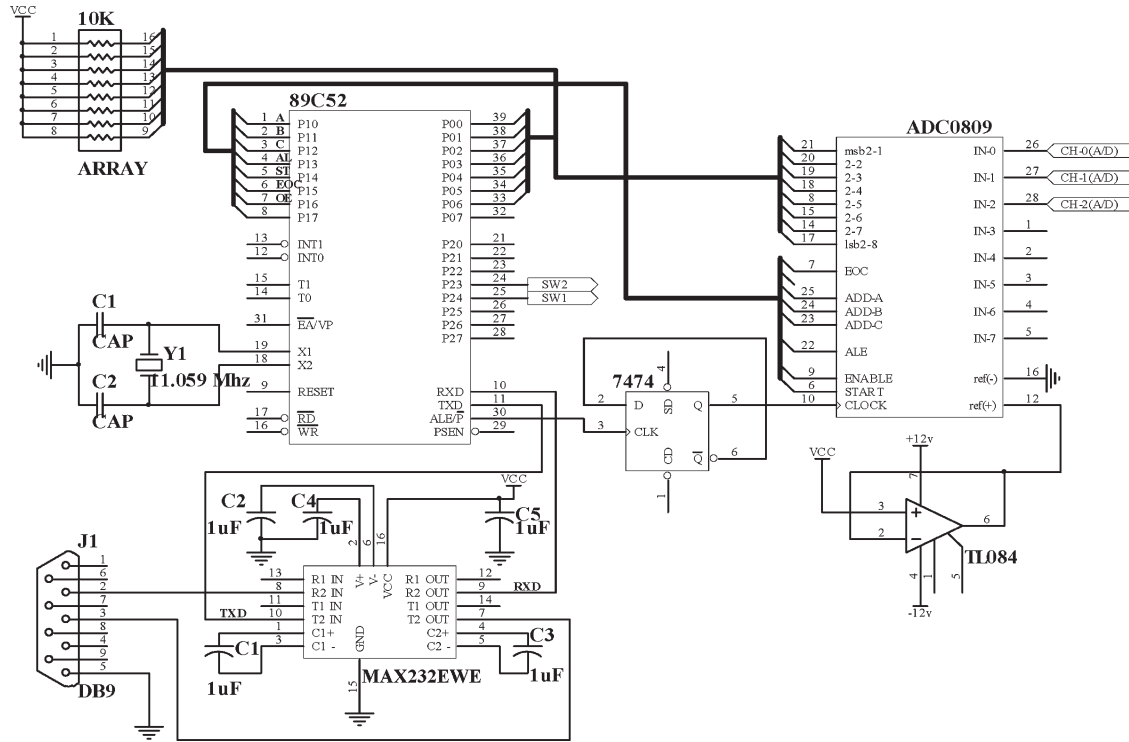 VCC
10K
1 16
2 15
3 14
4 13
5 12
6 11
7 10
8 9
ARRAY
89C52
1 A P10 P00 39
2 B P11 P01 38
3 C P12 P02 37
4 AL P13 P03 36
5 ST P14 P04 35
6 EOC P15 P05 34
7 OE P16 P06 33
8 P17 P07 32
13 INT1 P20 21
12 INT0 P21 22
P22 23
15 T1 P23 24 SW2
14 T0 P24 25 SW1
P25 26
31 EA/VP P26 27
P27 28
19 X1
18 X2
9 RESET RXD 10
TXD 11
17 RD ALE/P 30
16 WR PSEN 29
C1
CAP
Y1
11.059 Mhz
C2
CAP
ADC0809
21 msb2-1 IN-0 26 CH-0(A/D)
20 2-2
19 2-3 IN-1 27 CH-1(A/D)
18 2-4
8 2-5 IN-2 28 CH-2(A/D)
15 2-6
14 2-7 IN-3 1
17 lsb2-8
IN-4 2
7 EOC
IN-5 3
25 ADD-A
24 ADD-B IN-6 4
23 ADD-C
IN-7 5
22 ALE
9 ENABLE ref(-) 16
6 START
10 CLOCK ref(+) 12
7474
4
2 D SD Q 5
3 CLK
CD Q 6
1
+12v
VCC
7
3 +
2 -
6
TL084
4 1 5
-12v
VCC
C2
1uF
C4
1uF
C5
1uF
2 6 16
V+ V- VCC
13 R1 IN R1 OUT 12
8 R2 IN R2 OUT 9 RXD
11 T1 IN T1 OUT 14
TXD 10 T2 IN T2 OUT 7
1 C1+ C2+ 4
3 C1 - C2 - 5
GND
15
C1
1uF
C3
1uF
MAX232EWE
J1
1
6
2
7
3
8
4
9
5
DB9